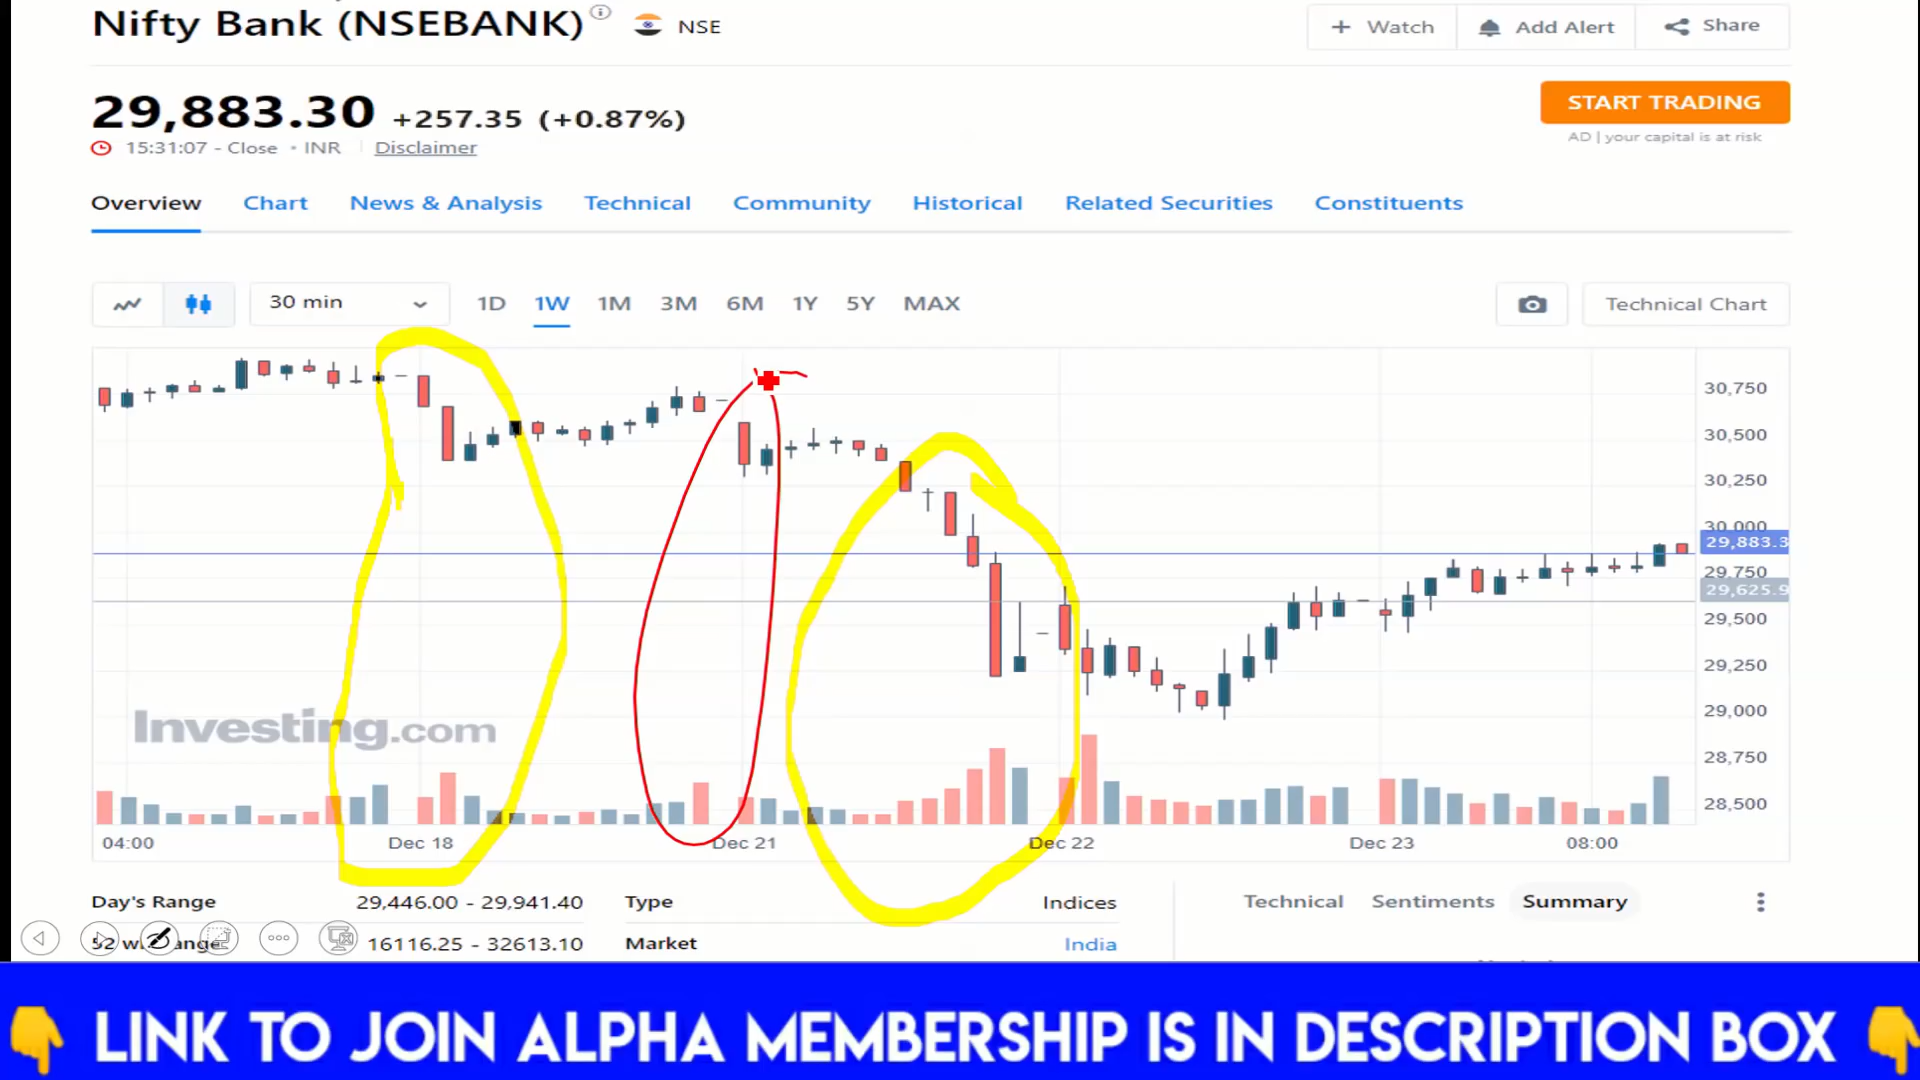 Nifty Bank (NSEBANK) NSE
+ Watch Add Alert Share
29,883.30 +257.35 (+0.87%)
START TRADING
15:31:07 - Close • INR Disclaimer
AD | your capital is at risk
Overview Chart News & Analysis Technical Community Historical Related Securities Constituents
30 min 1D 1W 1M 3M 6M 1Y 5Y MAX Technical Chart
30,750
30,500
30,250
30,000
29,883.3
29,750
29,625.9
29,500
29,250
29,000
28,750
28,500
Investing.com
04:00 Dec 18 Dec 21 Dec 22 Dec 23 08:00
Day's Range 29,446.00 - 29,941.40 Type Indices
Technical Sentiments Summary
16116.25 - 32613.10 Market India
LINK TO JOIN ALPHA MEMBERSHIP IS IN DESCRIPTION BOX